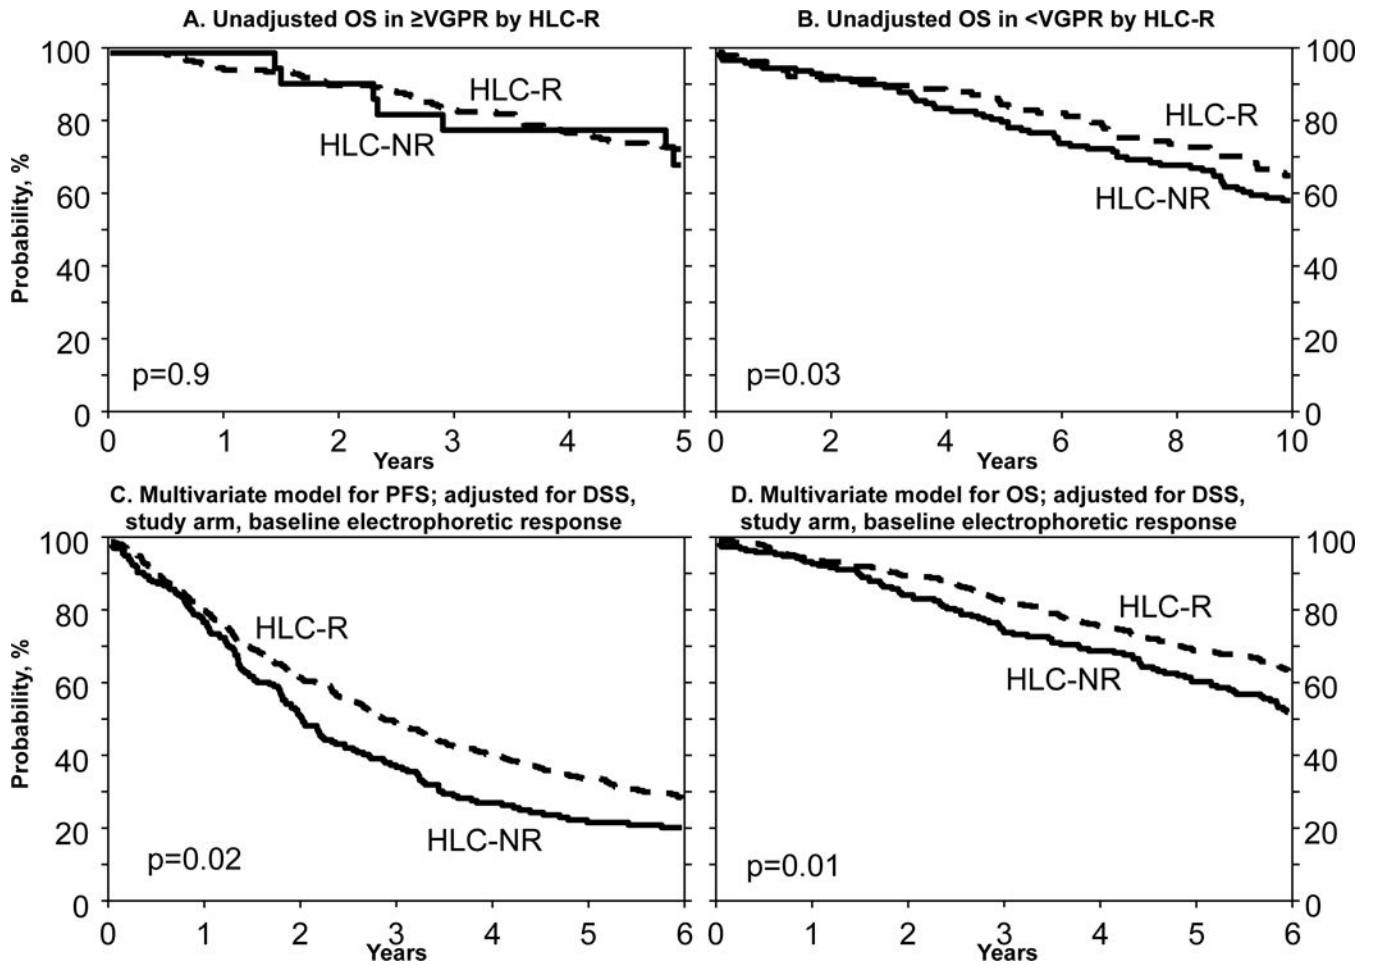 A. Unadjusted OS in ≥VGPR by HLC-R
100
80
60
40
20
0
Probability, %
HLC-R
HLC-NR
p=0.9
0 1 2 3 4 5
Years
B. Unadjusted OS in <VGPR by HLC-R
100
80
60
40
20
0
HLC-R
HLC-NR
p=0.03
0 2 4 6 8 10
Years
C. Multivariate model for PFS; adjusted for DSS,
study arm, baseline electrophoretic response
100
80
60
40
20
0
Probability, %
HLC-R
HLC-NR
p=0.02
0 1 2 3 4 5 6
Years
D. Multivariate model for OS; adjusted for DSS,
study arm, baseline electrophoretic response
100
80
60
40
20
0
HLC-R
HLC-NR
p=0.01
0 1 2 3 4 5 6
Years